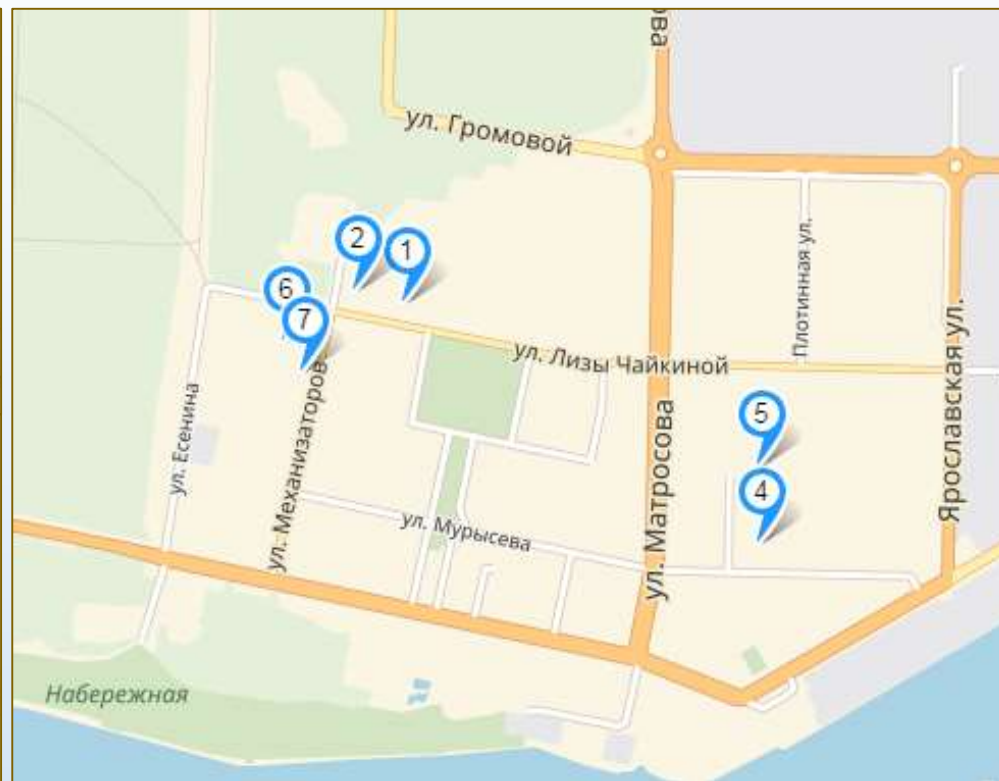 ова
ул. Громовой
2
1
6
7
ул. Лизы Чайкиной
Плотинная ул.
Ярославская ул.
ул. Есенина
ул. Механизаторов
ул. Матросова
5
4
ул. Мурысева
Набережная